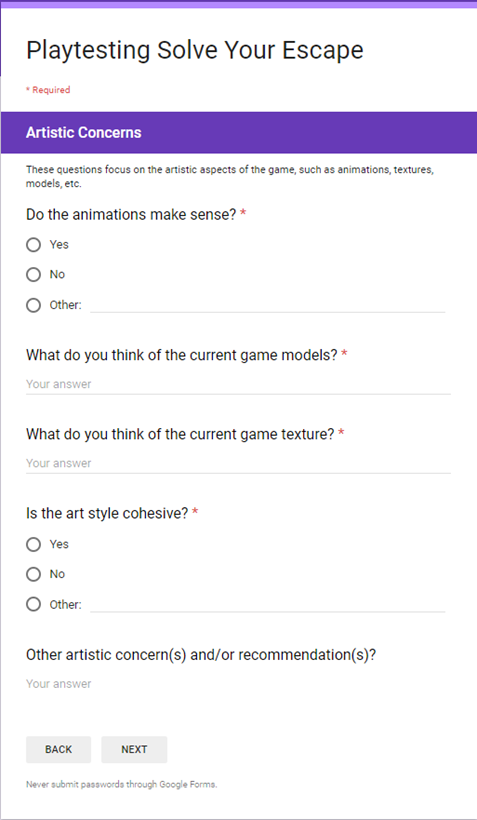 Playtesting Solve Your Escape
* Required
Artistic Concerns
These questions focus on the artistic aspects of the game, such as animations, textures,
models, etc.
Do the animations make sense? *
Yes
No
Other:
What do you think of the current game models? *
Your answer
What do you think of the current game texture? *
Your answer
Is the art style cohesive? *
Yes
No
Other:
Other artistic concern(s) and/or recommendation(s)?
Your answer
BACK NEXT
Never submit passwords through Google Forms.